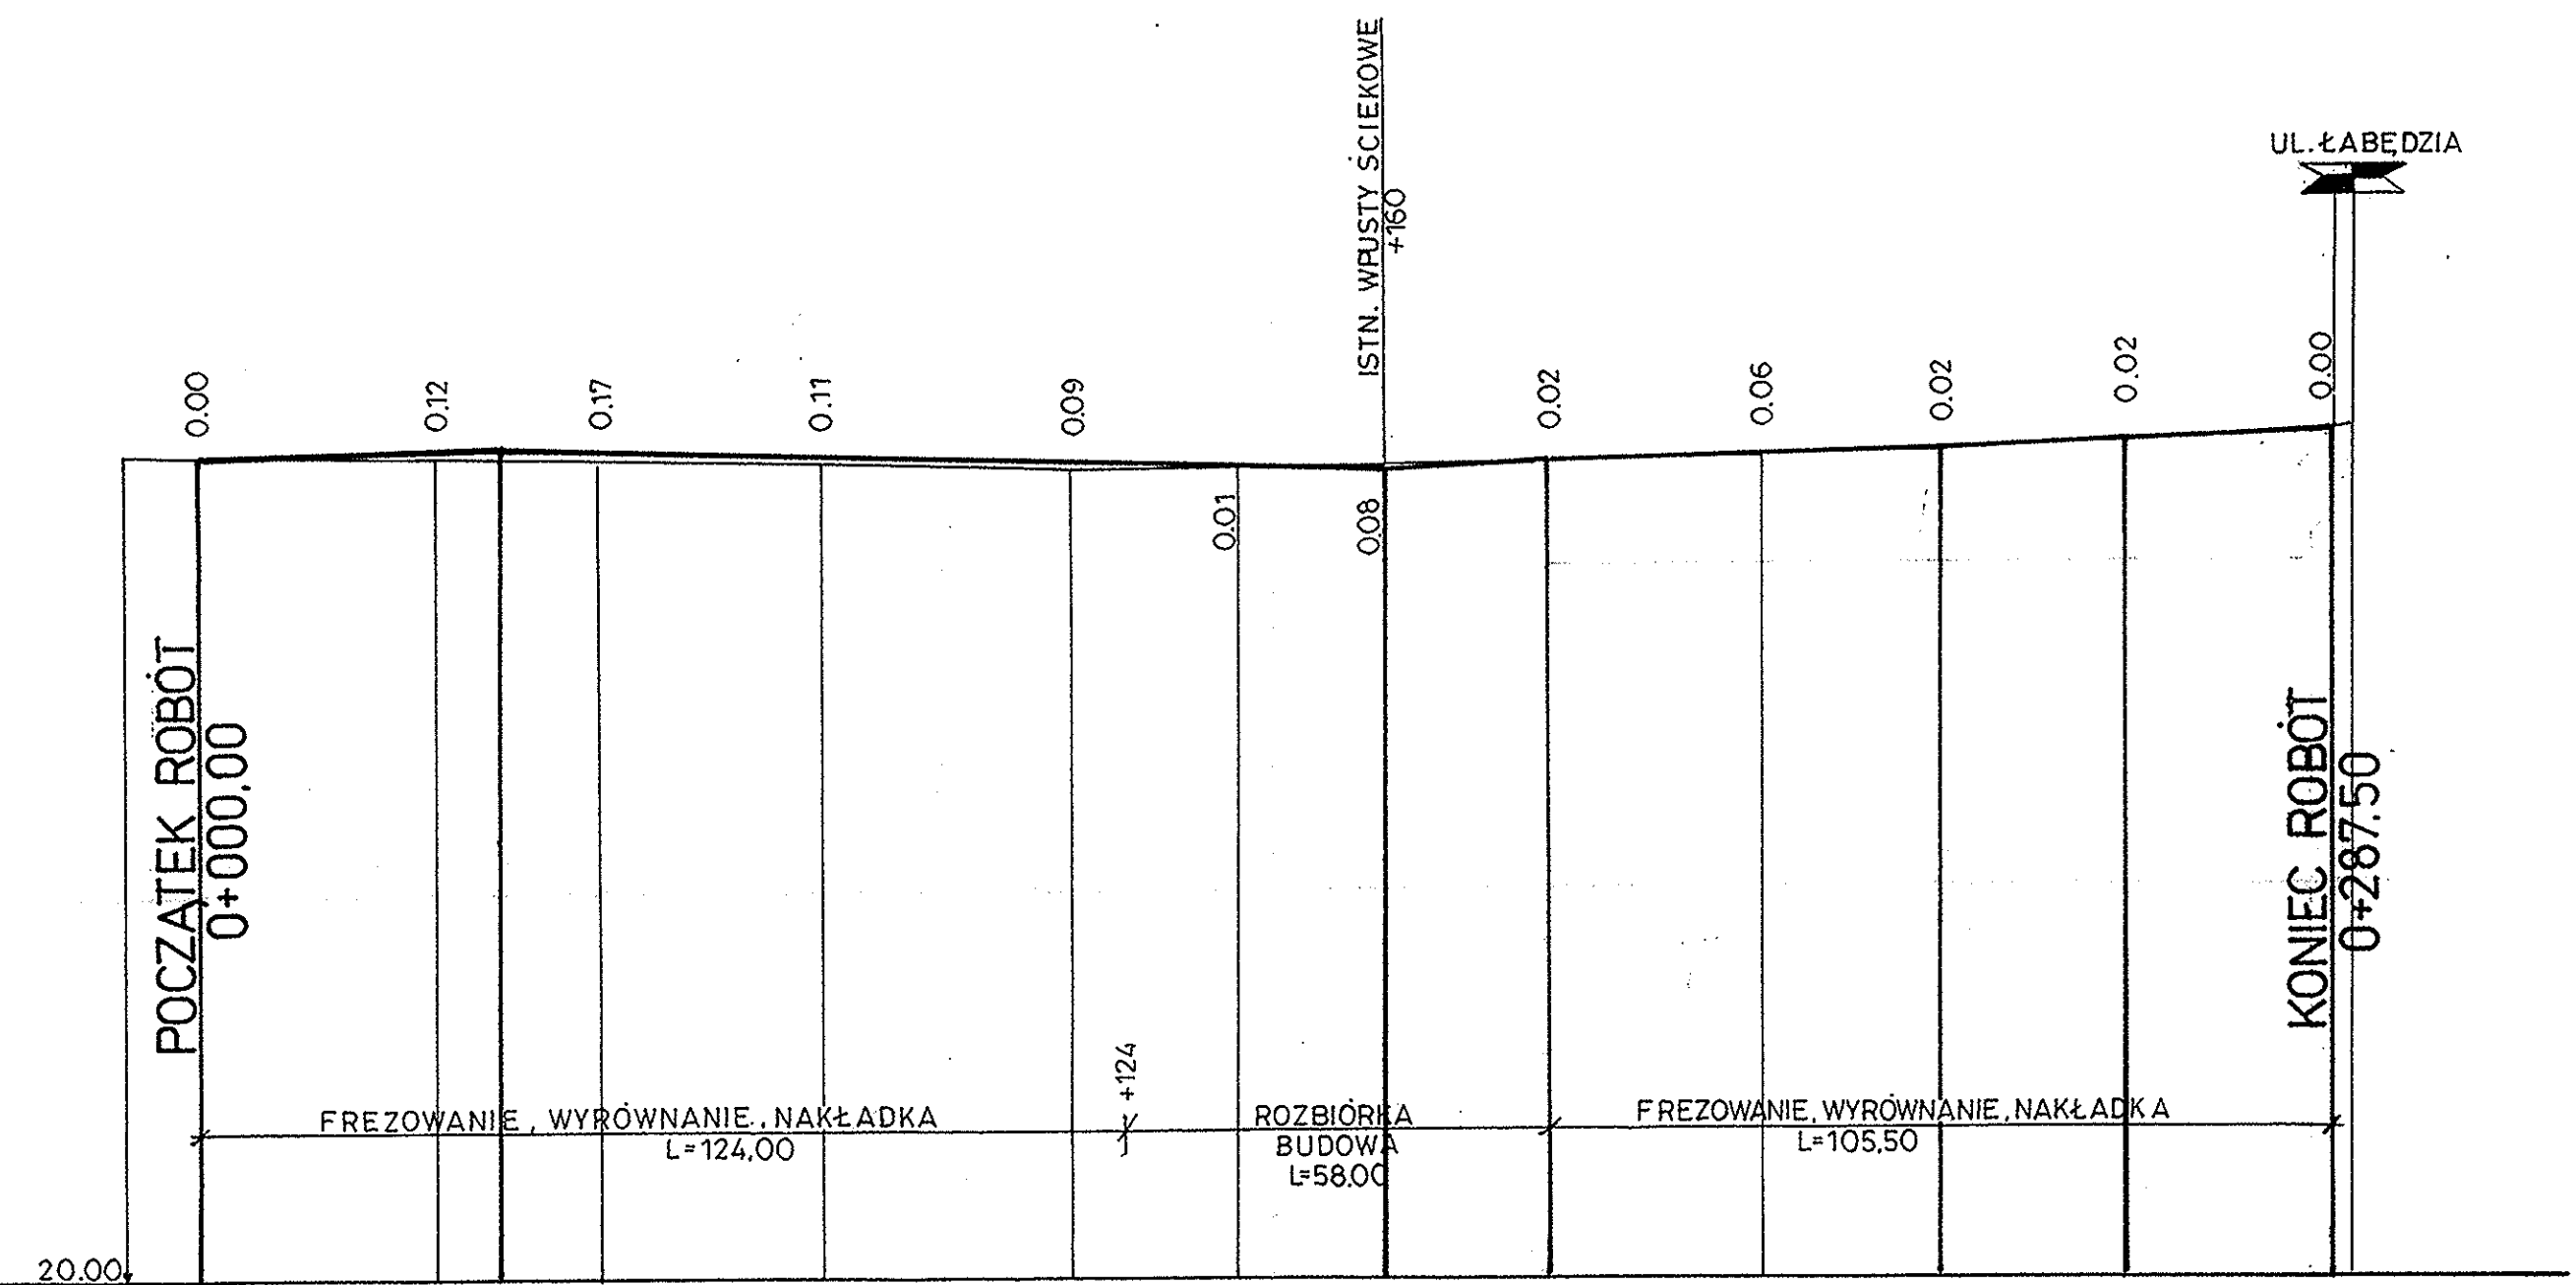 ISTN. WPUSTY ŚCIEKOWE
+160
UL. ŁABĘDZIA
0.00
0.12
0.17
0.11
0.09
0.01
0.08
0.02
0.06
0.02
0.02
0.00
POCZĄTEK ROBÓT
0+000,00
KONIEC ROBÓT
0+287.50
+124
FREZOWANIE, WYRÓWNANIE, NAKŁADKA
L=124,00
ROZBIÓRKA
BUDOWA
L=58.00
FREZOWANIE, WYRÓWNANIE, NAKŁADKA
L=105,50
20.00